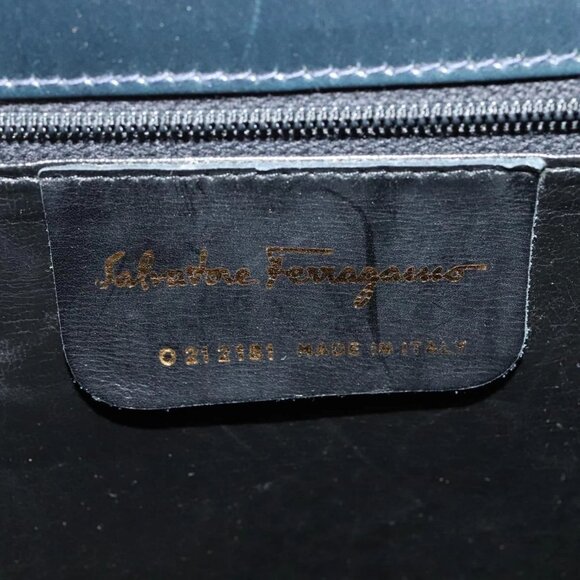 Salvatore Ferragamo
O 21 2181 MADE IN ITALY